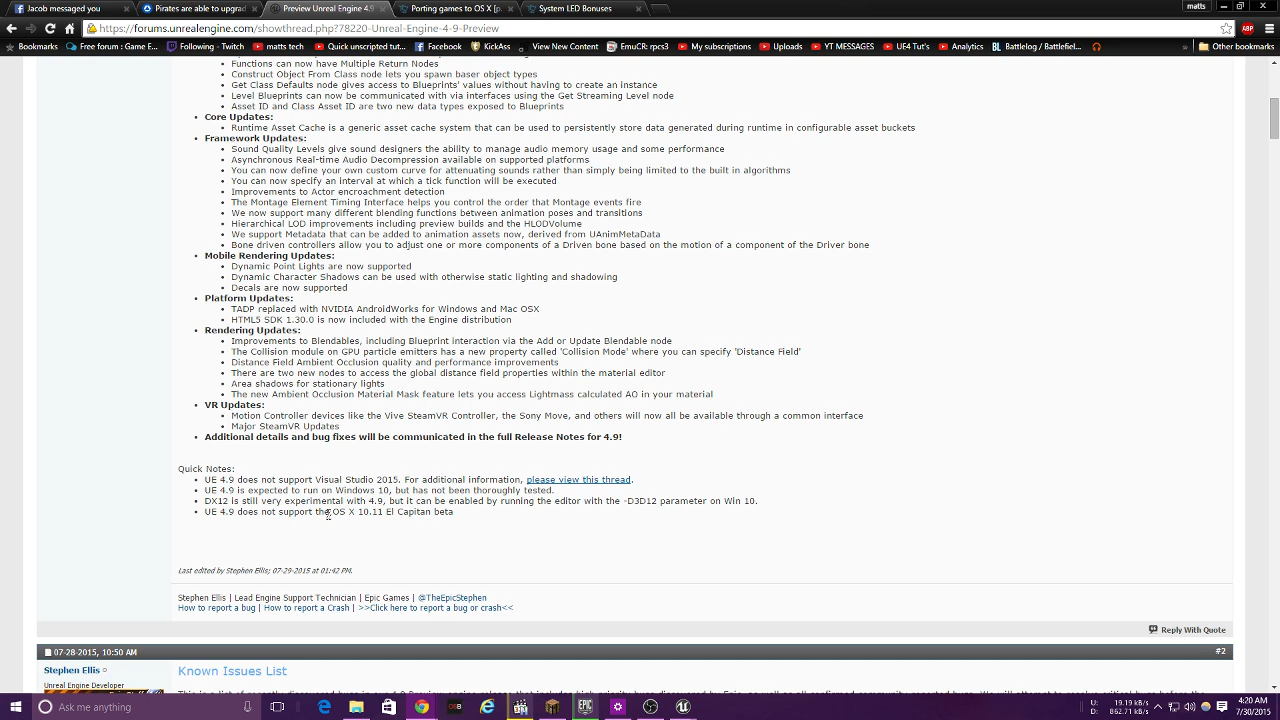 Jacob messaged you
Pirates are able to upgrad
Preview Unreal Engine 4.9
Porting games to OS X [p.
System LED Bonuses
matts
https://forums.unrealengine.com/showthread.php?78220-Unreal-Engine-4-9-Preview
Bookmarks
Free forum : Game E...
Following - Twitch
matts tech
Quick unscripted tut...
Facebook
KickAss
View New Content
EmuCR: rpcs3
My subscriptions
Uploads
YT MESSAGES
UE4 Tut's
Analytics
Battlelog / Battlefiel...
Other bookmarks
Functions can now have Multiple Return Nodes
Construct Object From Class node lets you spawn baser object types
Get Class Defaults node gives access to Blueprints' values without having to create an instance
Level Blueprints can now be communicated with via interfaces using the Get Streaming Level node
Asset ID and Class Asset ID are two new data types exposed to Blueprints
Core Updates:
Runtime Asset Cache is a generic asset cache system that can be used to persistently store data generated during runtime in configurable asset buckets
Framework Updates:
Sound Quality Levels give sound designers the ability to manage audio memory usage and some performance
Asynchronous Real-time Audio Decompression available on supported platforms
You can now define your own custom curve for attenuating sounds rather than simply being limited to the built in algorithms
You can now specify an interval at which a tick function will be executed
Improvements to Actor encroachment detection
The Montage Element Timing Interface helps you control the order that Montage events fire
We now support many different blending functions between animation poses and transitions
Hierarchical LOD improvements including preview builds and the HLODVolume
We support Metadata that can be added to animation assets now, derived from UAnimMetaData
Bone driven controllers allow you to adjust one or more components of a Driven bone based on the motion of a component of the Driver bone
Mobile Rendering Updates:
Dynamic Point Lights are now supported
Dynamic Character Shadows can be used with otherwise static lighting and shadowing
Decals are now supported
Platform Updates:
TADP replaced with NVIDIA AndroidWorks for Windows and Mac OSX
HTML5 SDK 1.30.0 is now included with the Engine distribution
Rendering Updates:
Improvements to Blendables, including Blueprint interaction via the Add or Update Blendable node
The Collision module on GPU particle emitters has a new property called 'Collision Mode' where you can specify 'Distance Field'
Distance Field Ambient Occlusion quality and performance improvements
There are two new nodes to access the global distance field properties within the material editor
Area shadows for stationary lights
The new Ambient Occlusion Material Mask feature lets you access Lightmass calculated AO in your material
VR Updates:
Motion Controller devices like the Vive SteamVR Controller, the Sony Move, and others will now all be available through a common interface
Major SteamVR Updates
Additional details and bug fixes will be communicated in the full Release Notes for 4.9!
Quick Notes:
UE 4.9 does not support Visual Studio 2015. For additional information, please view this thread.
UE 4.9 is expected to run on Windows 10, but has not been thoroughly tested.
DX12 is still very experimental with 4.9, but it can be enabled by running the editor with the -D3D12 parameter on Win 10.
UE 4.9 does not support the OS X 10.11 El Capitan beta
Last edited by Stephen Ellis; 07-29-2015 at 01:42 PM.
Stephen Ellis | Lead Engine Support Technician | Epic Games | @TheEpicStephen
How to report a bug | How to report a Crash | >>Click here to report a bug or crash<<
Reply With Quote
07-28-2015, 10:50 AM
#2
Stephen Ellis
Unreal Engine Developer
Known Issues List
Ask me anything
U: 19.19 kB/s
D: 862.71 kB/s
4:20 AM
7/30/2015